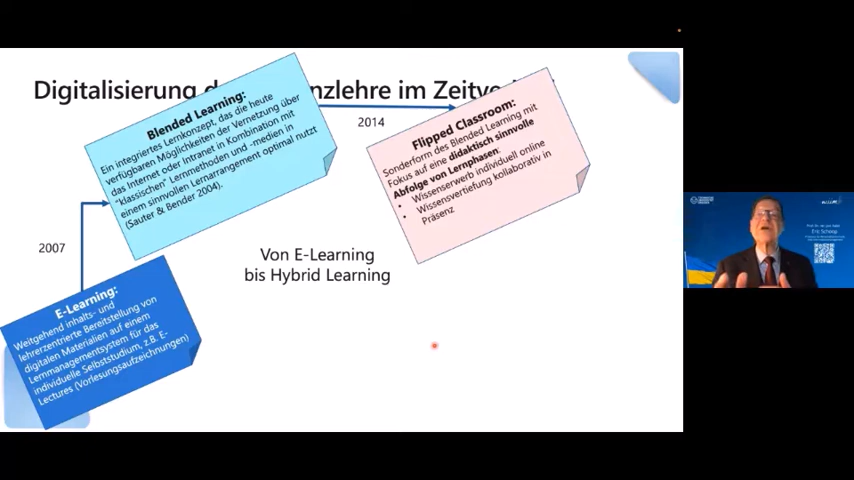 Digitalisierung d nzlehre im Zeitve
Blended Learning:
Ein integriertes Lernkonzept, das die heute
verfügbaren Möglichkeiten der Vernetzung über
das Internet oder Intranet in Kombination mit
“klassischen” Lernmethoden und -medien in
einem sinnvollen Lernarrangement optimal nutzt
(Sauter & Bender 2004).
2014
Flipped Classroom:
Sonderform des Blended Learning mit
Fokus auf eine didaktisch sinnvolle
Abfolge von Lernphasen.
• Wissenserwerb individuell online
• Wissensvertiefung kollaborativ in
Präsenz
2007
Von E-Learning
bis Hybrid Learning
E-Learning:
Weitgehend inhalts- und
lehrerzentrierte Bereitstellung von
digitalen Materialien auf einem
Lernmanagementsystem für das
individuelle Selbststudium, z.B. E-
Lectures (Vorlesungsaufzeichnungen)
Eric Schoop